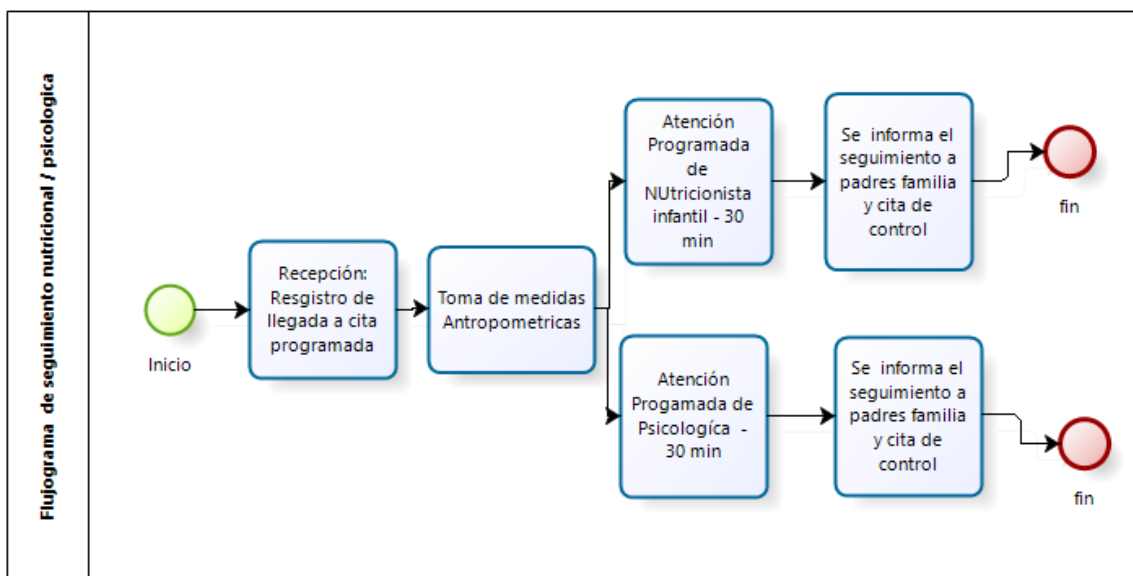 Flujograma de seguimiento nutricional / psicologica
Inicio
Recepción:
Resgistro de
llegada a cita
programada
Toma de medidas
Antropometricas
Atención
Programada
de
NUtricionista
infantil - 30
min
Se informa el
seguimiento a
padres familia
y cita de
control
fin
Atención
Progamada de
Psicologíca -
30 min
Se informa el
seguimiento a
padres familia
y cita de
control
fin